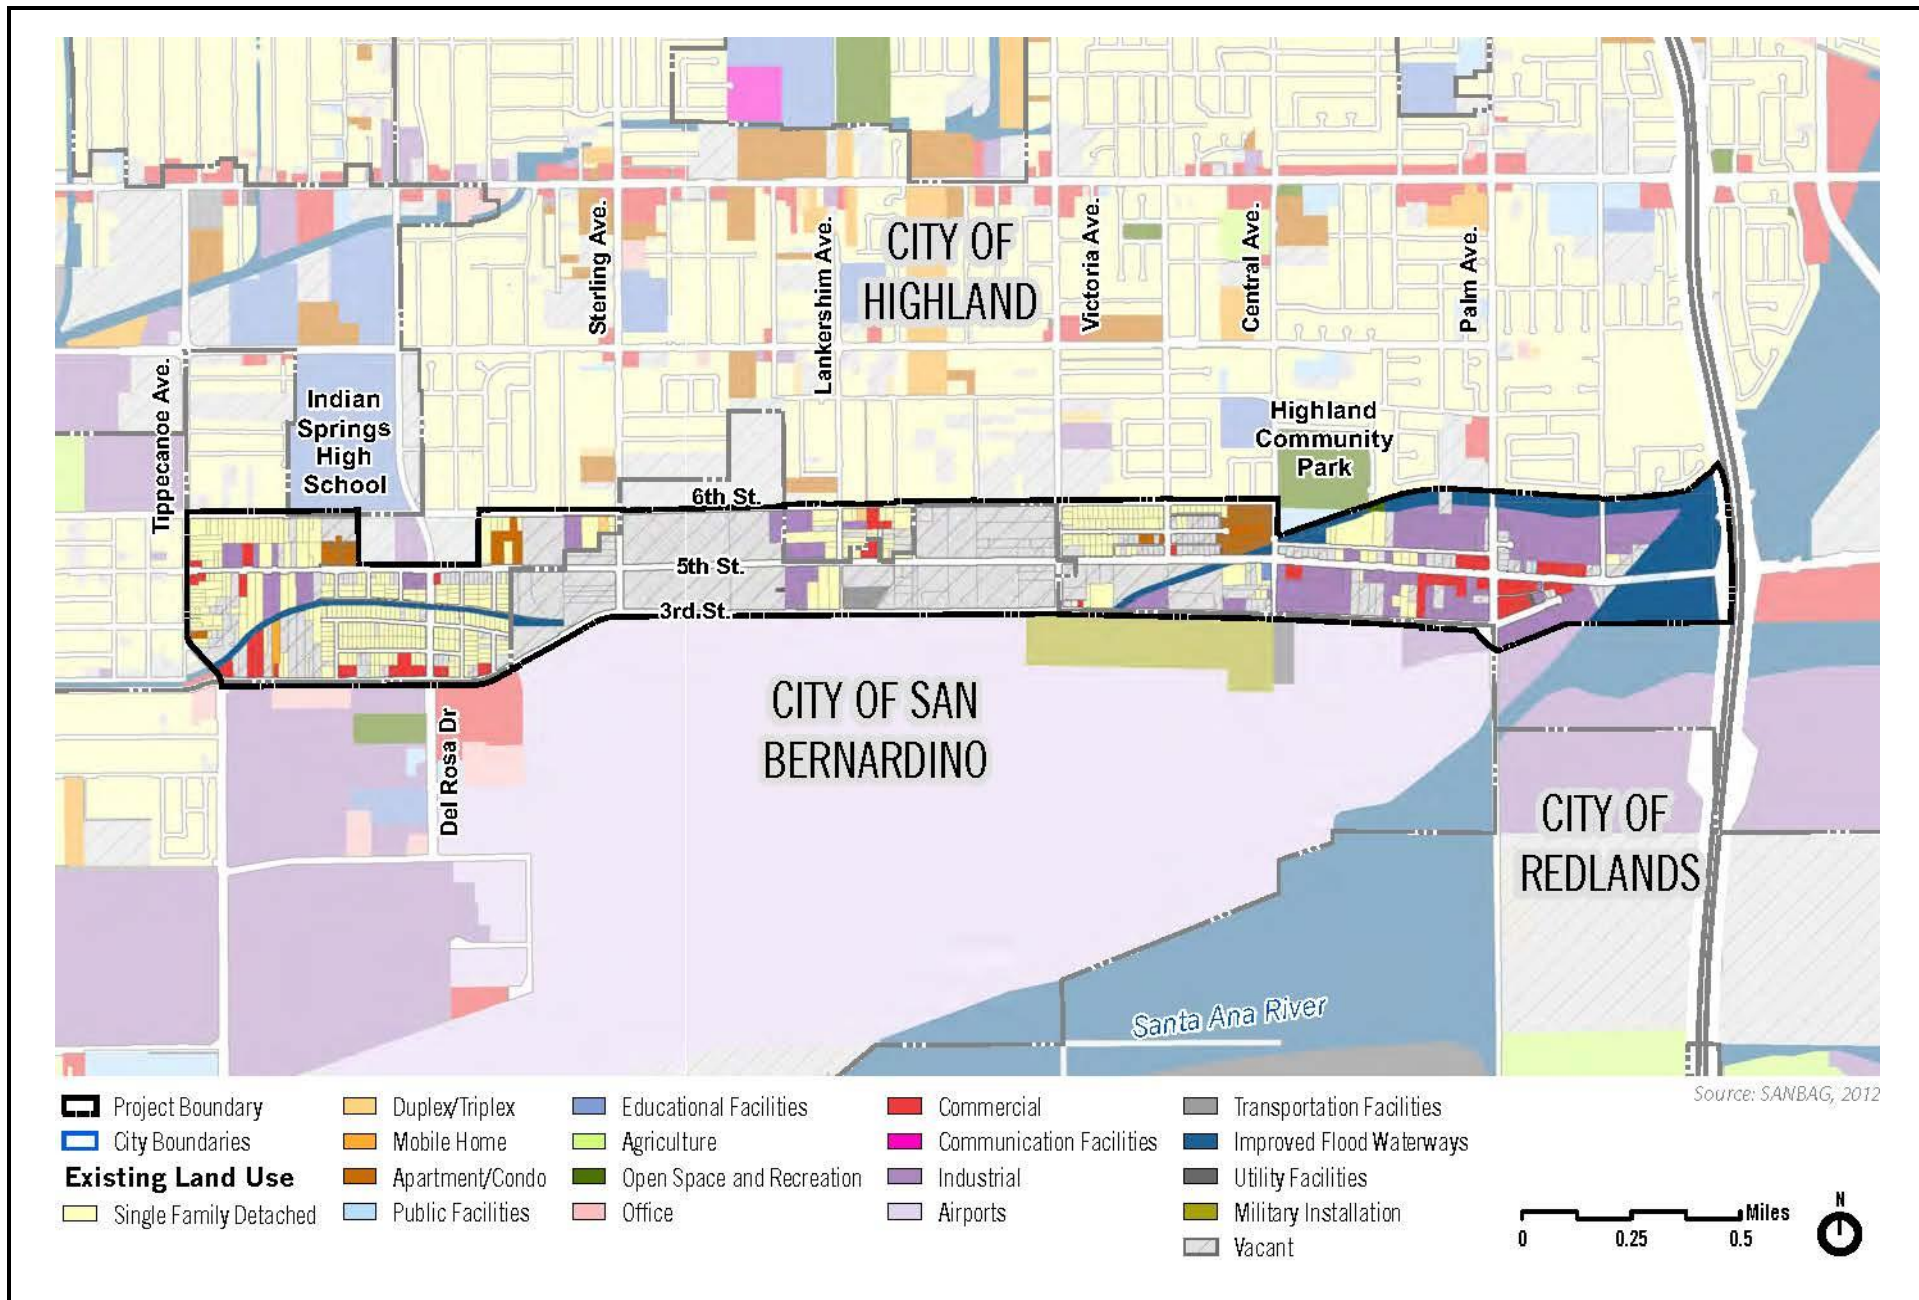 CITY OF
HIGHLAND
Sterling Ave.
Lankershim Ave.
Victoria Ave.
Central Ave.
Palm Ave.
Tippecanoe Ave.
Indian
Springs
High
School
Highland
Community
Park
6th St.
5th St.
3rd St.
CITY OF SAN
BERNARDINO
Del Rosa Dr
CITY OF
REDLANDS
Santa Ana River
Source: SANBAG, 2012
Project Boundary
City Boundaries
Existing Land Use
Single Family Detached
Duplex/Triplex
Mobile Home
Apartment/Condo
Public Facilities
Educational Facilities
Agriculture
Open Space and Recreation
Office
Commercial
Communication Facilities
Industrial
Airports
Transportation Facilities
Improved Flood Waterways
Utility Facilities
Military Installation
Vacant
Miles
0 0.25 0.5
N